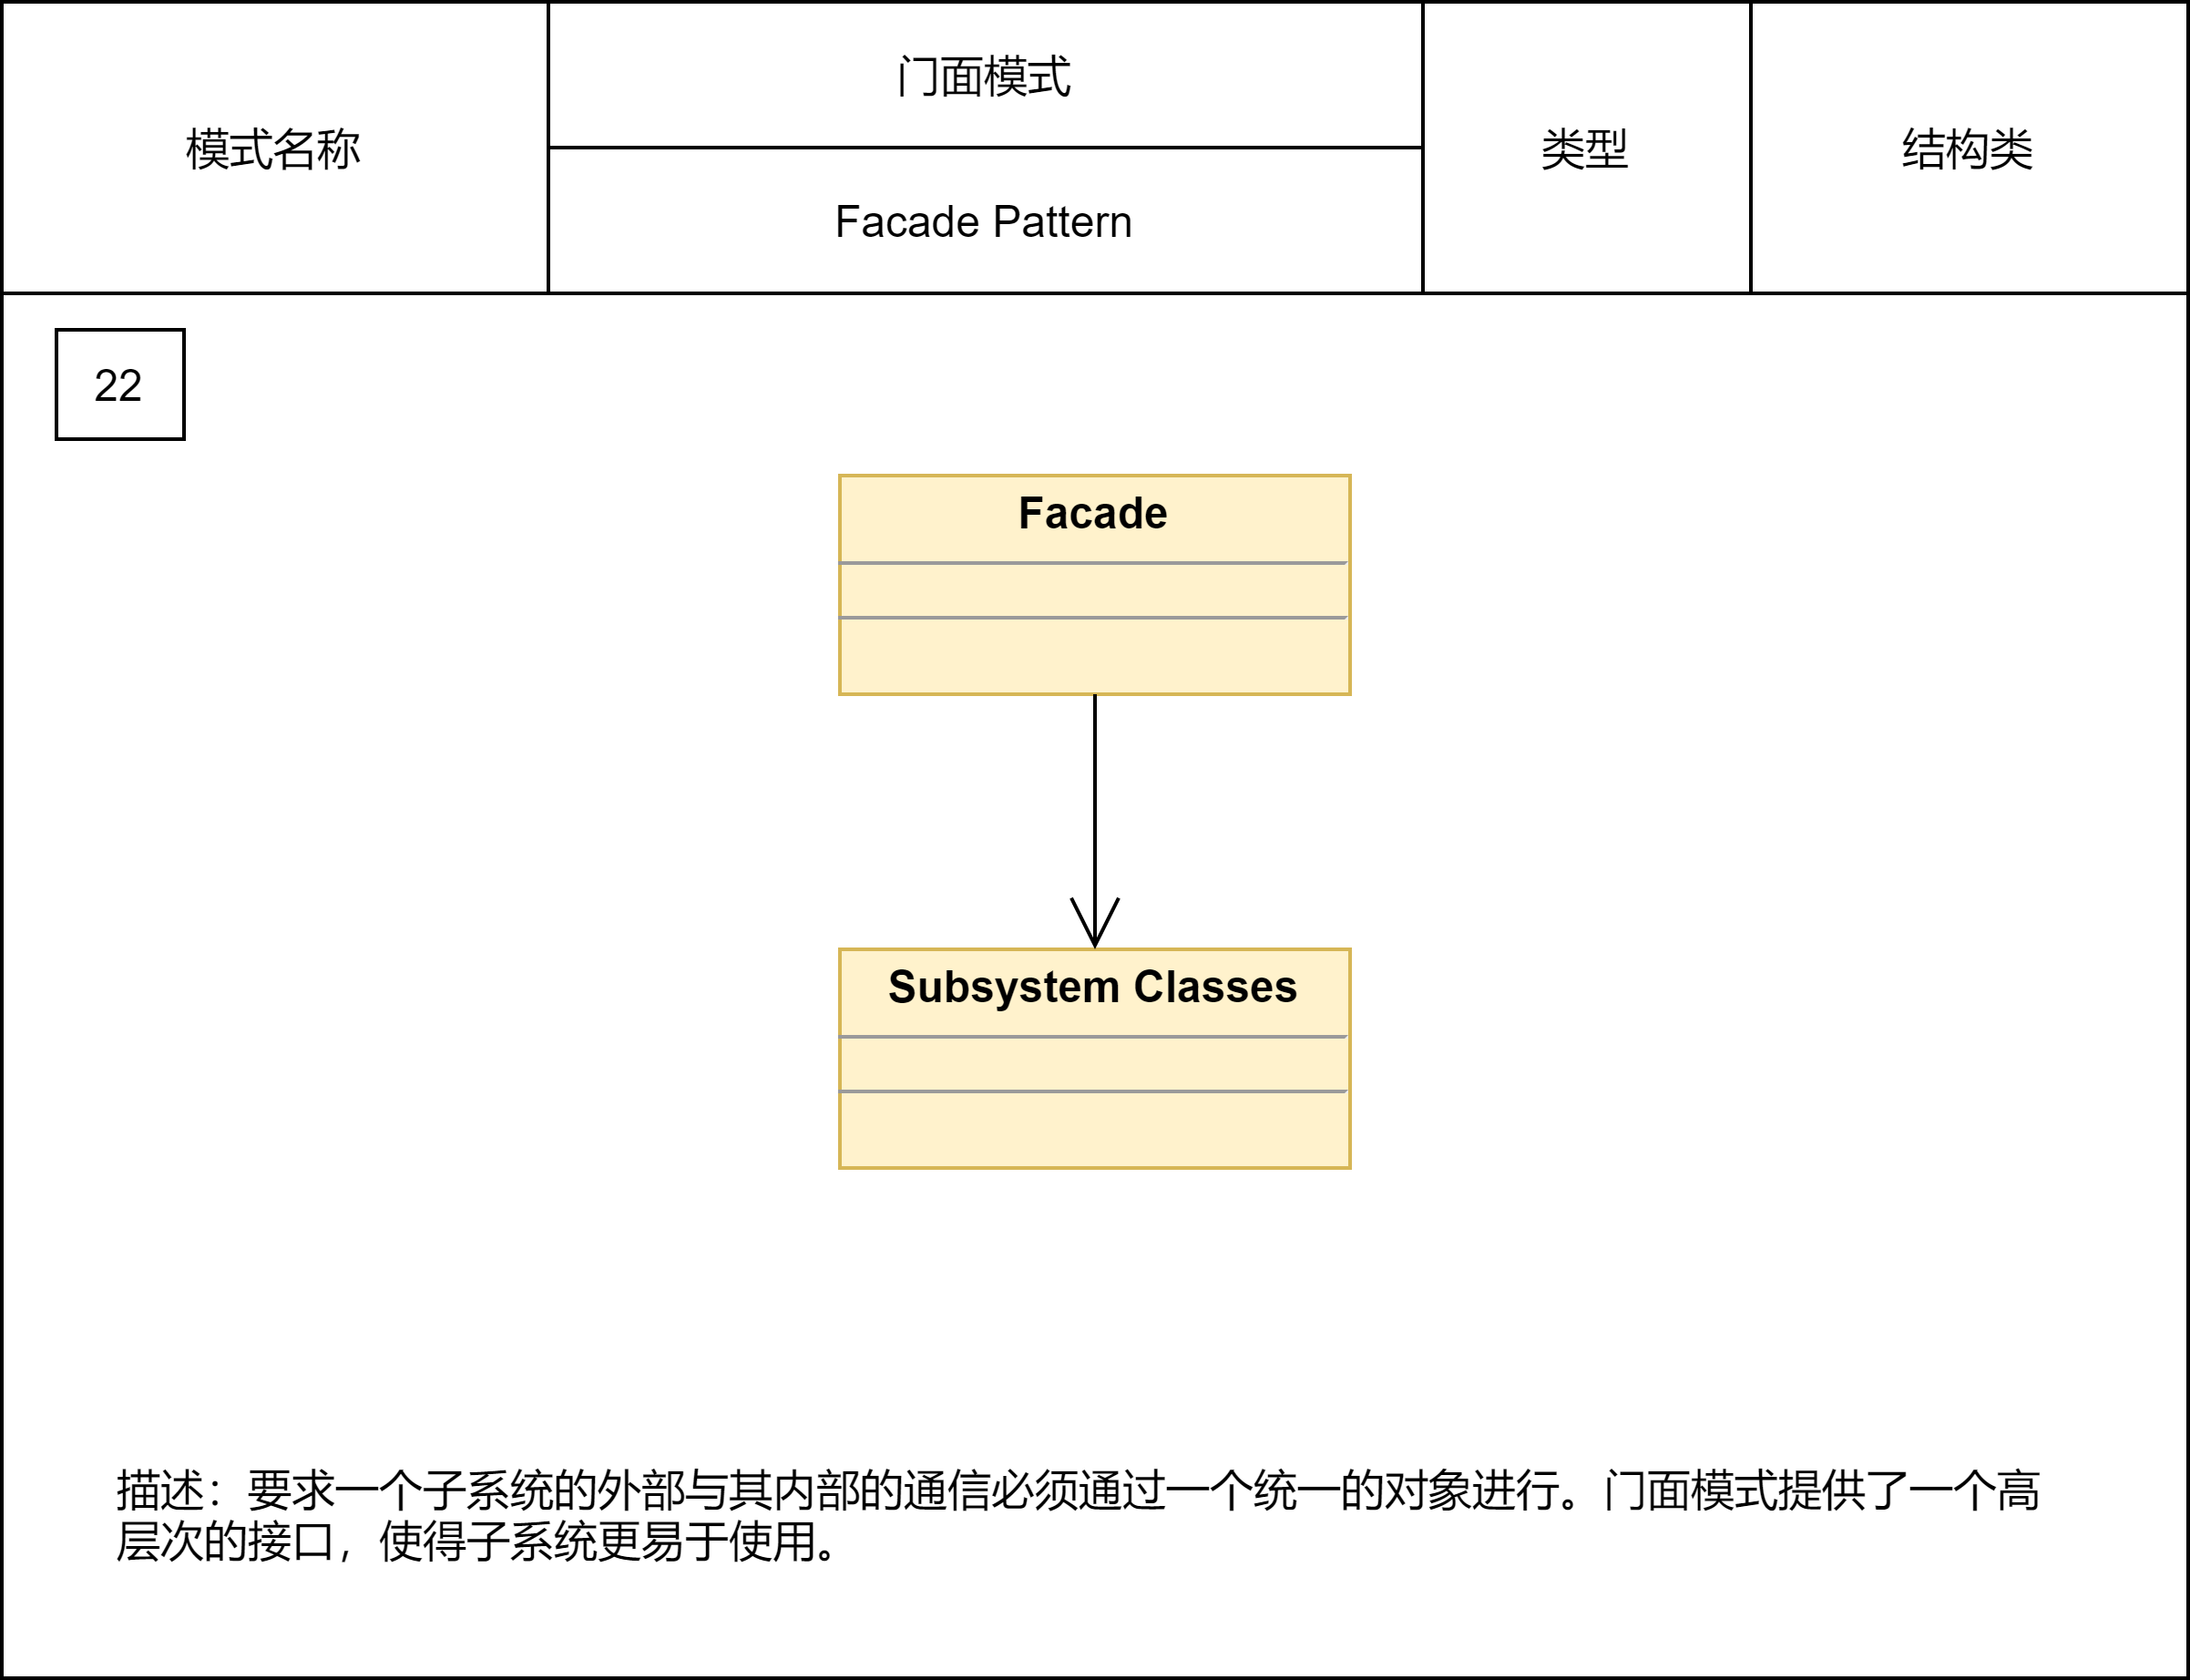 模式名称
门面模式
Facade Pattern
类型
结构类
22
Facade
Subsystem Classes
描述：要求一个子系统的外部与其内部的通信必须通过一个统一的对象进行。门面模式提供了一个高
层次的接口，使得子系统更易于使用。